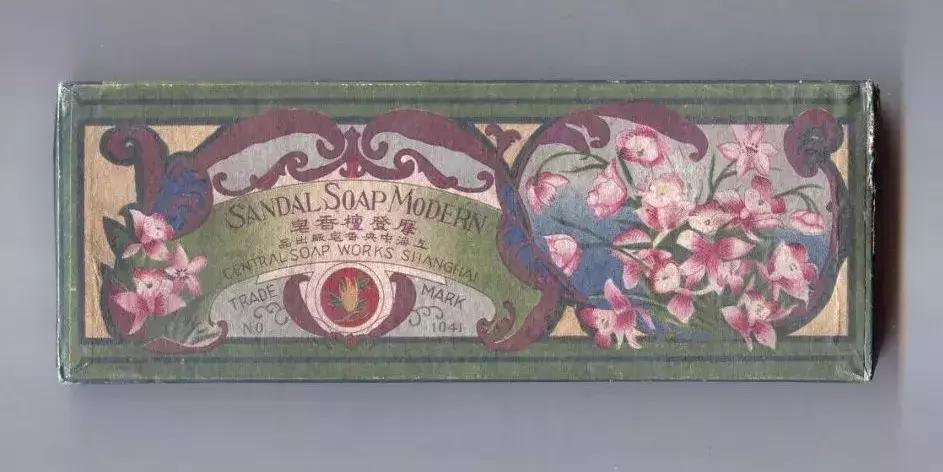 SANDAL SOAP MODERN
摩登檀香皂
上海中央香皂廠出品
CENTRAL SOAP WORKS SHANGHAI
TRADE MARK
NO 1041